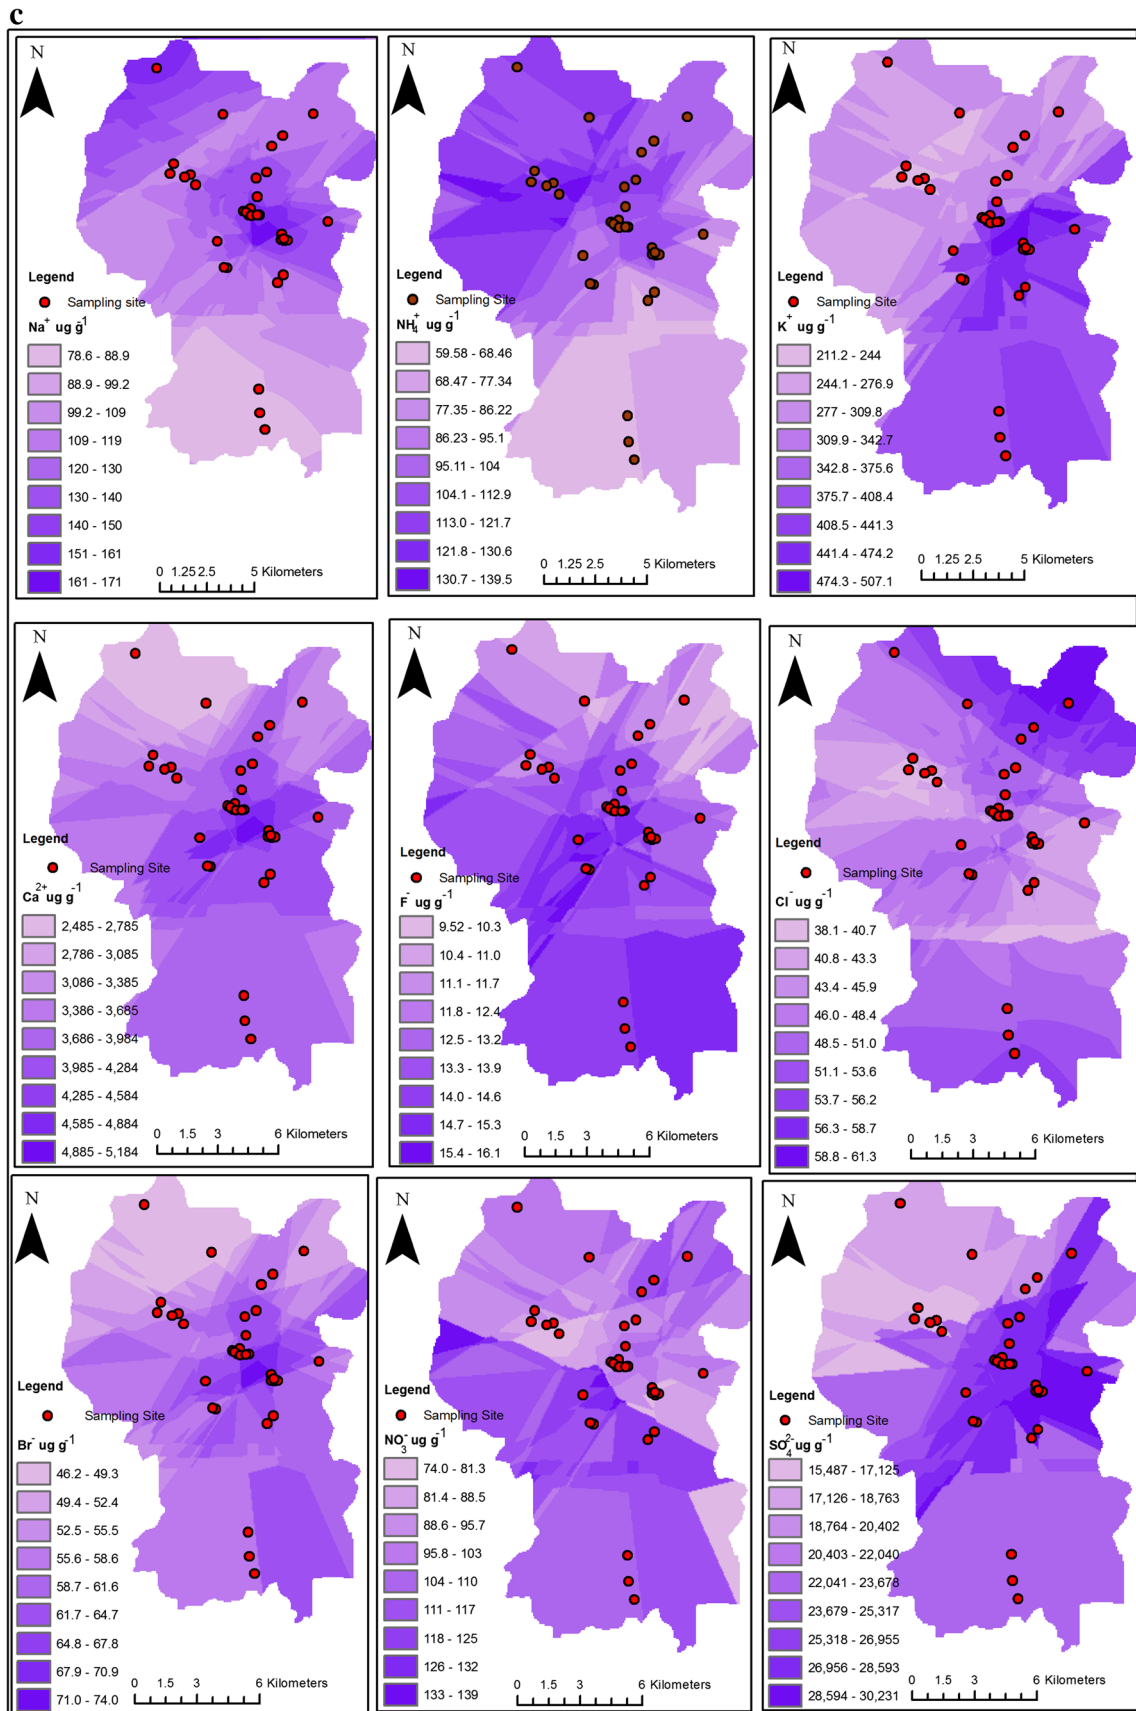 c
N
Legend
Sampling site
Na+ ug g-1
78.6 - 88.9
88.9 - 99.2
99.2 - 109
109 - 119
120 - 130
130 - 140
140 - 150
151 - 161
161 - 171
0 1.25 2.5 5 Kilometers
N
Legend
Sampling Site
NH4+ ug g-1
59.58 - 68.46
68.47 - 77.34
77.35 - 86.22
86.23 - 95.1
95.11 - 104
104.1 - 112.9
113.0 - 121.7
121.8 - 130.6
130.7 - 139.5
0 1.25 2.5 5 Kilometers
N
Legend
Sampling Site
K+ ug g-1
211.2 - 244
244.1 - 276.9
277 - 309.8
309.9 - 342.7
342.8 - 375.6
375.7 - 408.4
408.5 - 441.3
441.4 - 474.2
474.3 - 507.1
0 1.25 2.5 5 Kilometers
N
Legend
Sampling Site
Ca2+ ug g-1
2,485 - 2,785
2,786 - 3,085
3,086 - 3,385
3,386 - 3,685
3,686 - 3,984
3,985 - 4,284
4,285 - 4,584
4,585 - 4,884
4,885 - 5,184
0 1.5 3 6 Kilometers
N
Legend
Sampling Site
F- ug g-1
9.52 - 10.3
10.4 - 11.0
11.1 - 11.7
11.8 - 12.4
12.5 - 13.2
13.3 - 13.9
14.0 - 14.6
14.7 - 15.3
15.4 - 16.1
0 1.5 3 6 Kilometers
N
Legend
Sampling Site
Cl- ug g-1
38.1 - 40.7
40.8 - 43.3
43.4 - 45.9
46.0 - 48.4
48.5 - 51.0
51.1 - 53.6
53.7 - 56.2
56.3 - 58.7
58.8 - 61.3
0 1.5 3 6 Kilometers
N
Legend
Sampling Site
Br- ug g-1
46.2 - 49.3
49.4 - 52.4
52.5 - 55.5
55.6 - 58.6
58.7 - 61.6
61.7 - 64.7
64.8 - 67.8
67.9 - 70.9
71.0 - 74.0
0 1.5 3 6 Kilometers
N
Legend
Sampling Site
NO3- ug g-1
74.0 - 81.3
81.4 - 88.5
88.6 - 95.7
95.8 - 103
104 - 110
111 - 117
118 - 125
126 - 132
133 - 139
0 1.5 3 6 Kilometers
N
Legend
Sampling Site
SO42- ug g-1
15,487 - 17,125
17,126 - 18,763
18,764 - 20,402
20,403 - 22,040
22,041 - 23,678
23,679 - 25,317
25,318 - 26,955
26,956 - 28,593
28,594 - 30,231
0 1.5 3 6 Kilometers